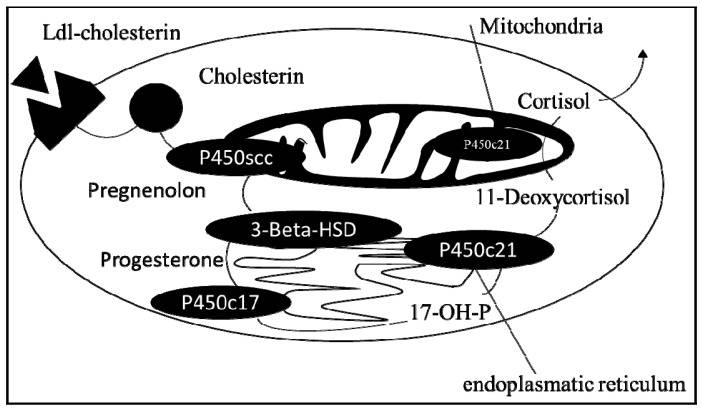 Ldl-cholesterin
Mitochondria
Cholesterin
Cortisol
P450c21
P450scc
Pregnenolon
11-Deoxycortisol
3-Beta-HSD
P450c21
Progesterone
P450c17
17-OH-P
endoplasmatic reticulum